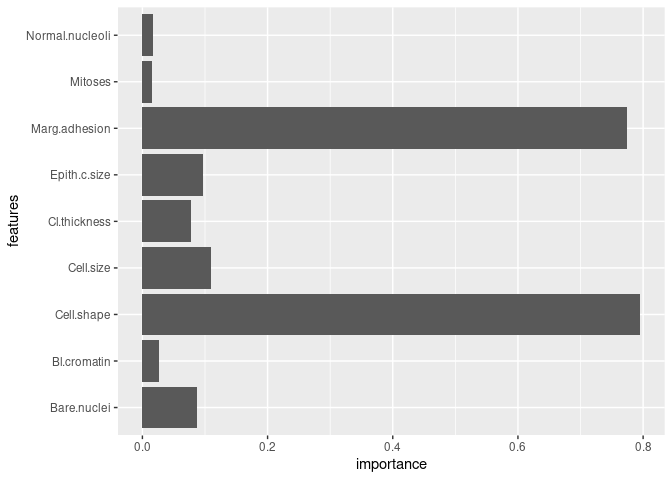 Normal.nucleoli
Mitoses
Marg.adhesion
Epith.c.size
Cl.thickness
Cell.size
Cell.shape
Bl.cromatin
Bare.nuclei
features
0.0 0.2 0.4 0.6 0.8
importance